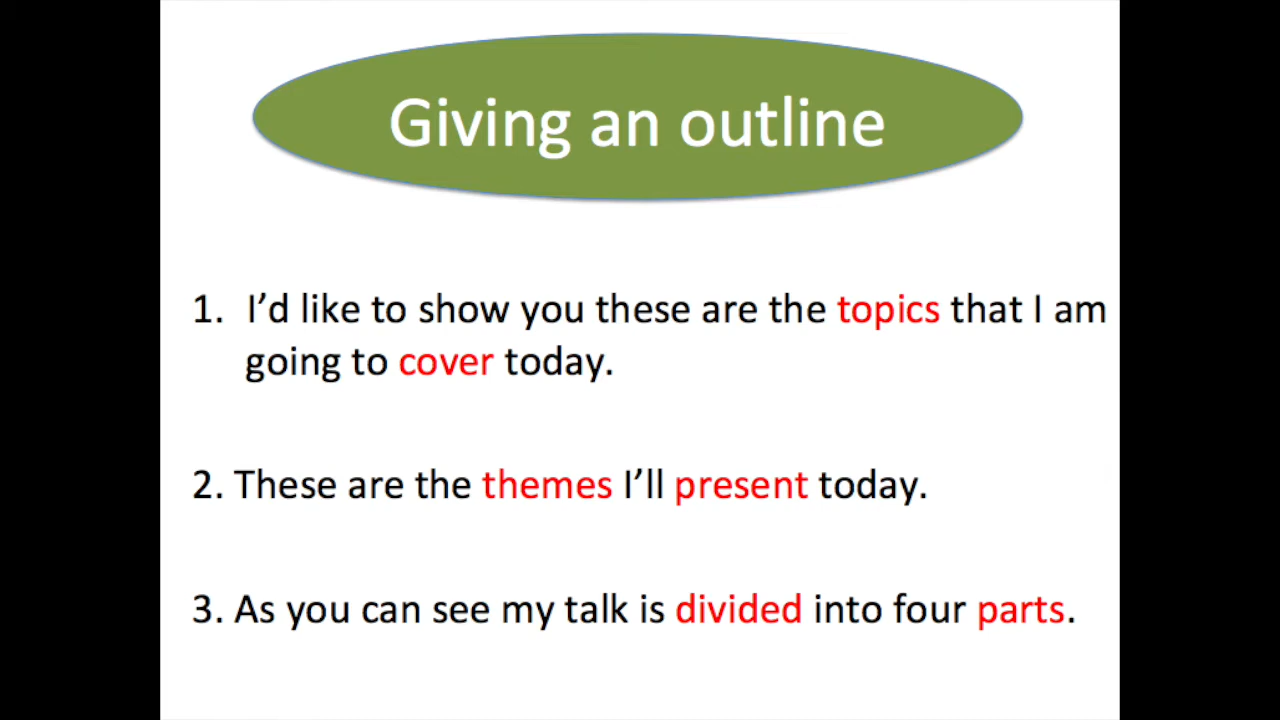 Giving an outline
1. I’d like to show you these are the topics that I am
going to cover today.
2. These are the themes I’ll present today.
3. As you can see my talk is divided into four parts.